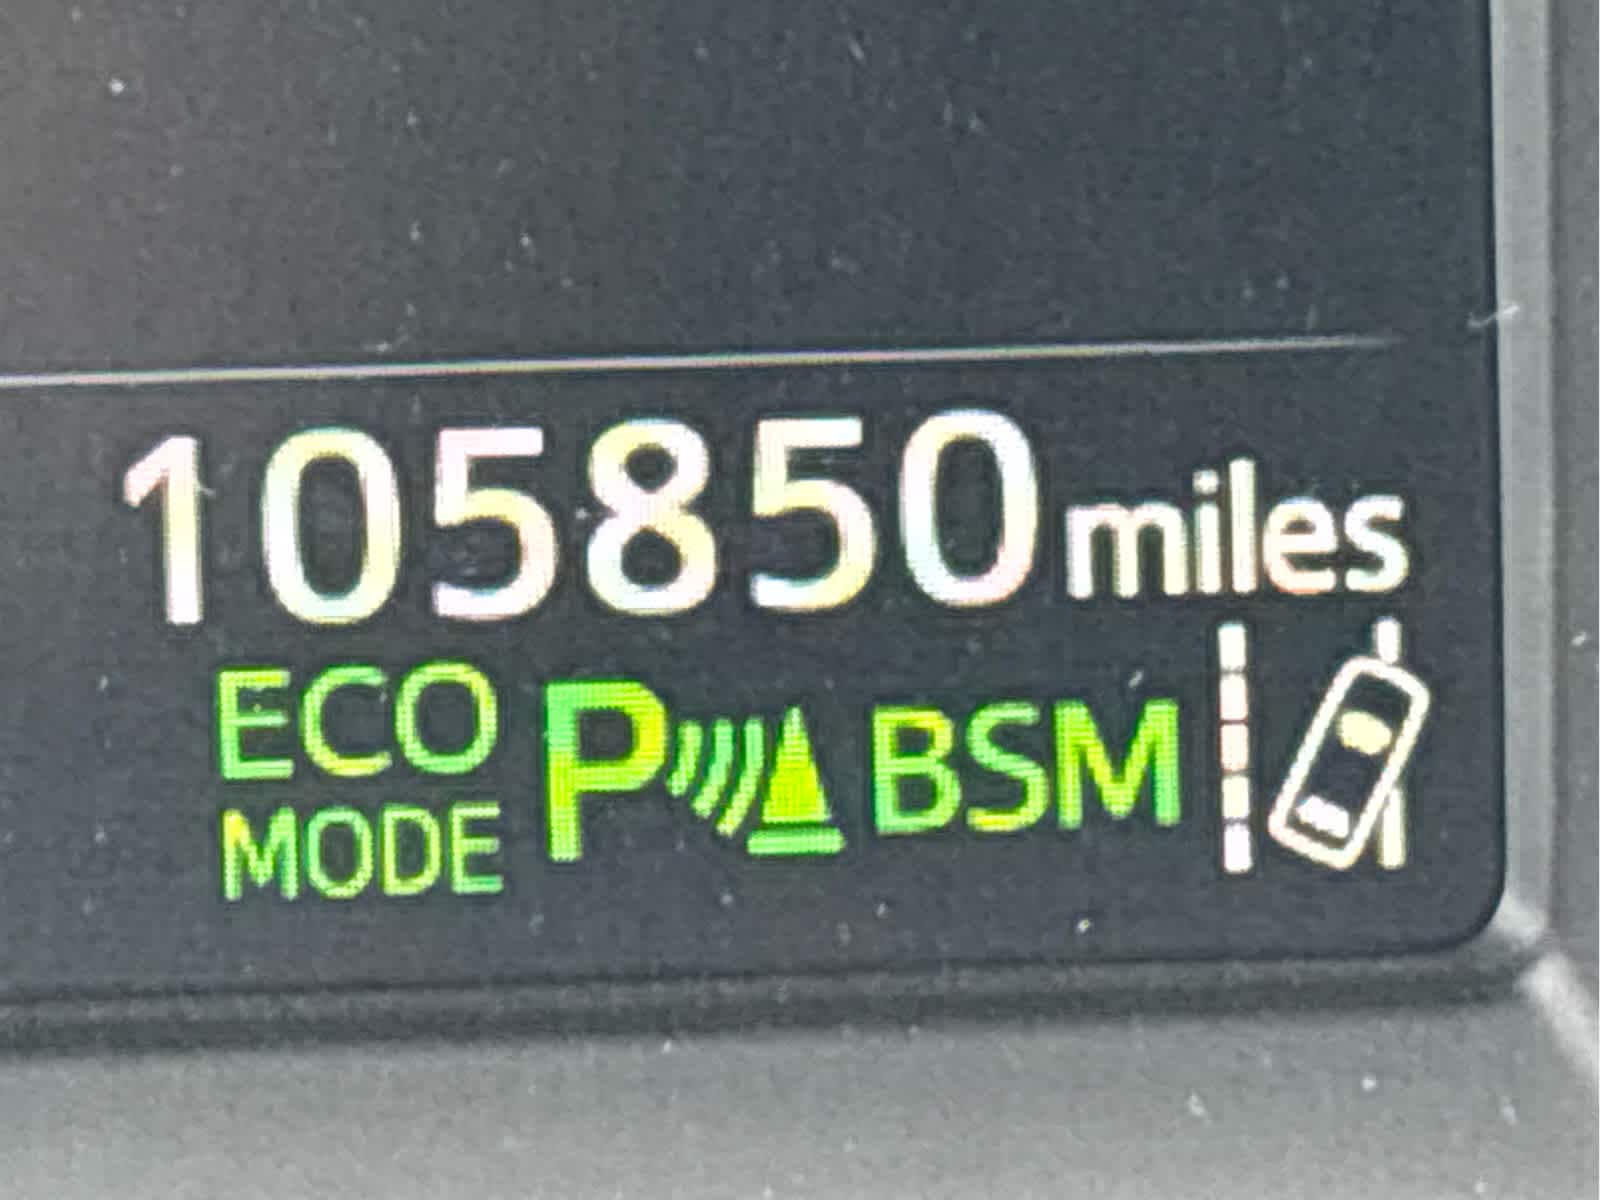 105850 miles
ECO MODE P BSM